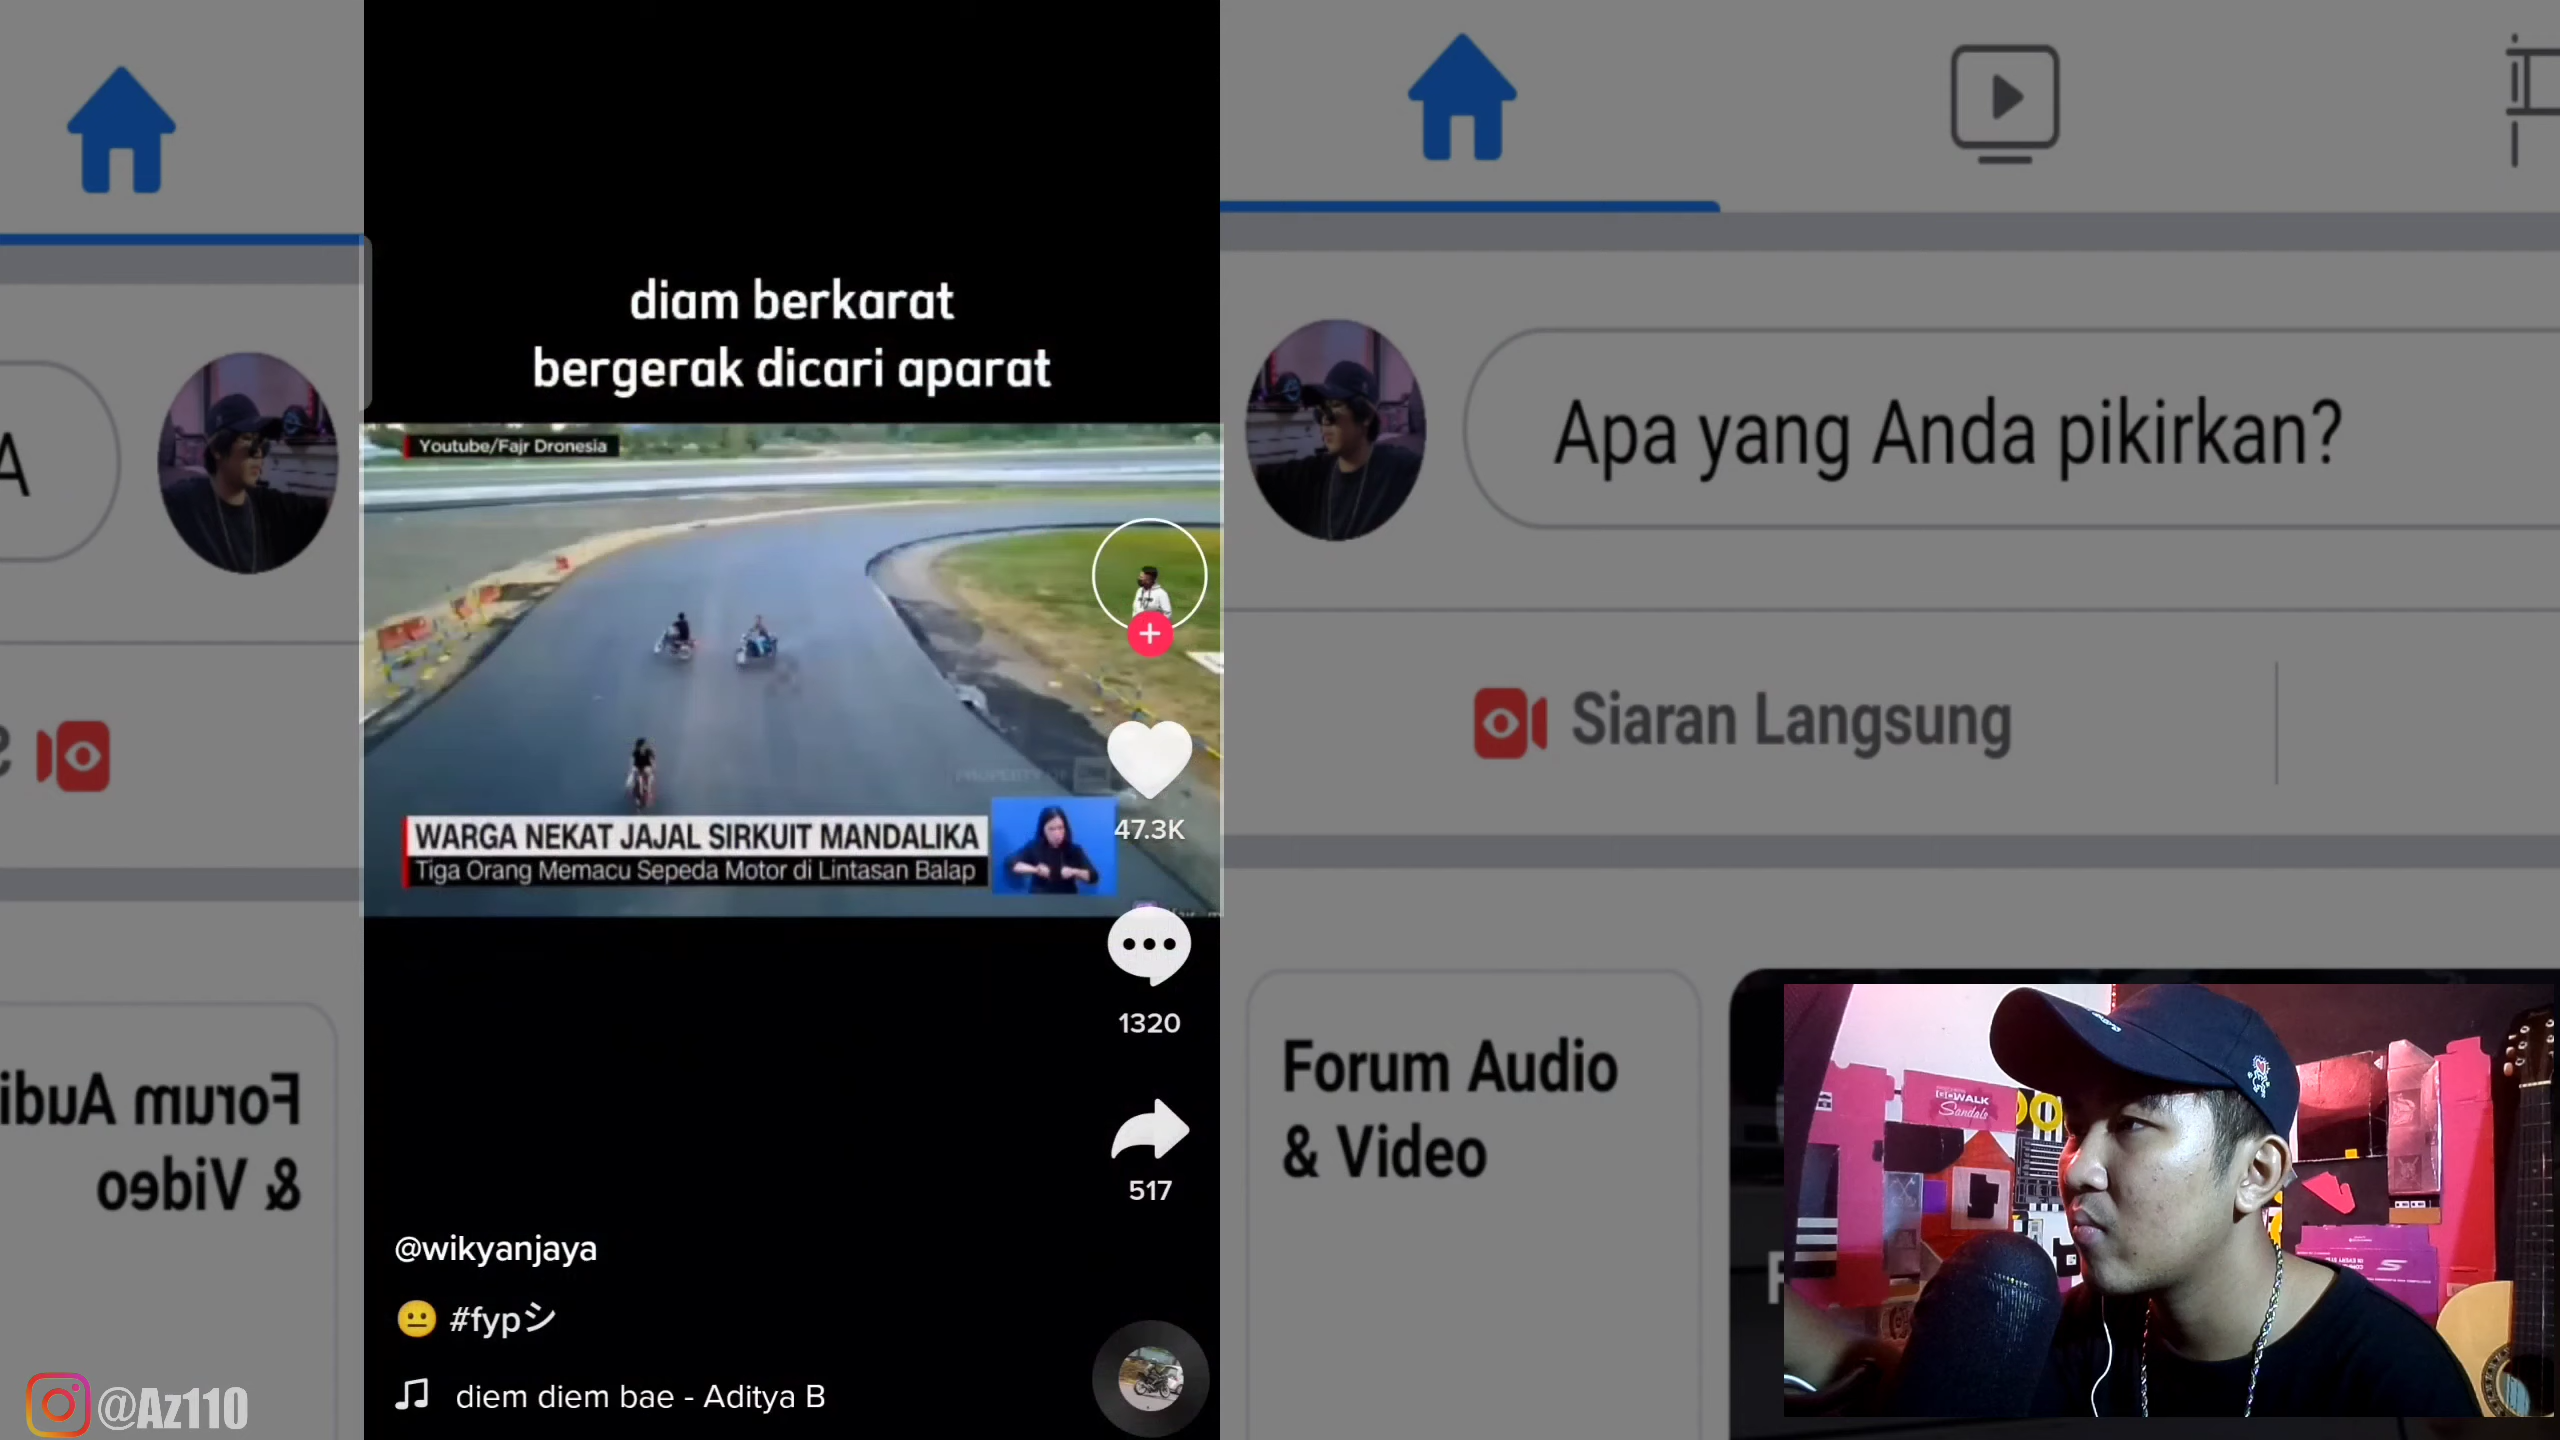 diam berkarat
bergerak dicari aparat
Youtube/Fajr Dronesia
WARGA NEKAT JAJAL SIRKUIT MANDALIKA
Tiga Orang Memacu Sepeda Motor di Lintasan Balap
47.3K
1320
517
@wikyanjaya
😐 #fypシ
diem diem bae - Aditya B
@Az110
A
Forum Audi
& Video
Apa yang Anda pikirkan?
Siaran Langsung
Forum Audio
& Video
GOWALK
Sandals